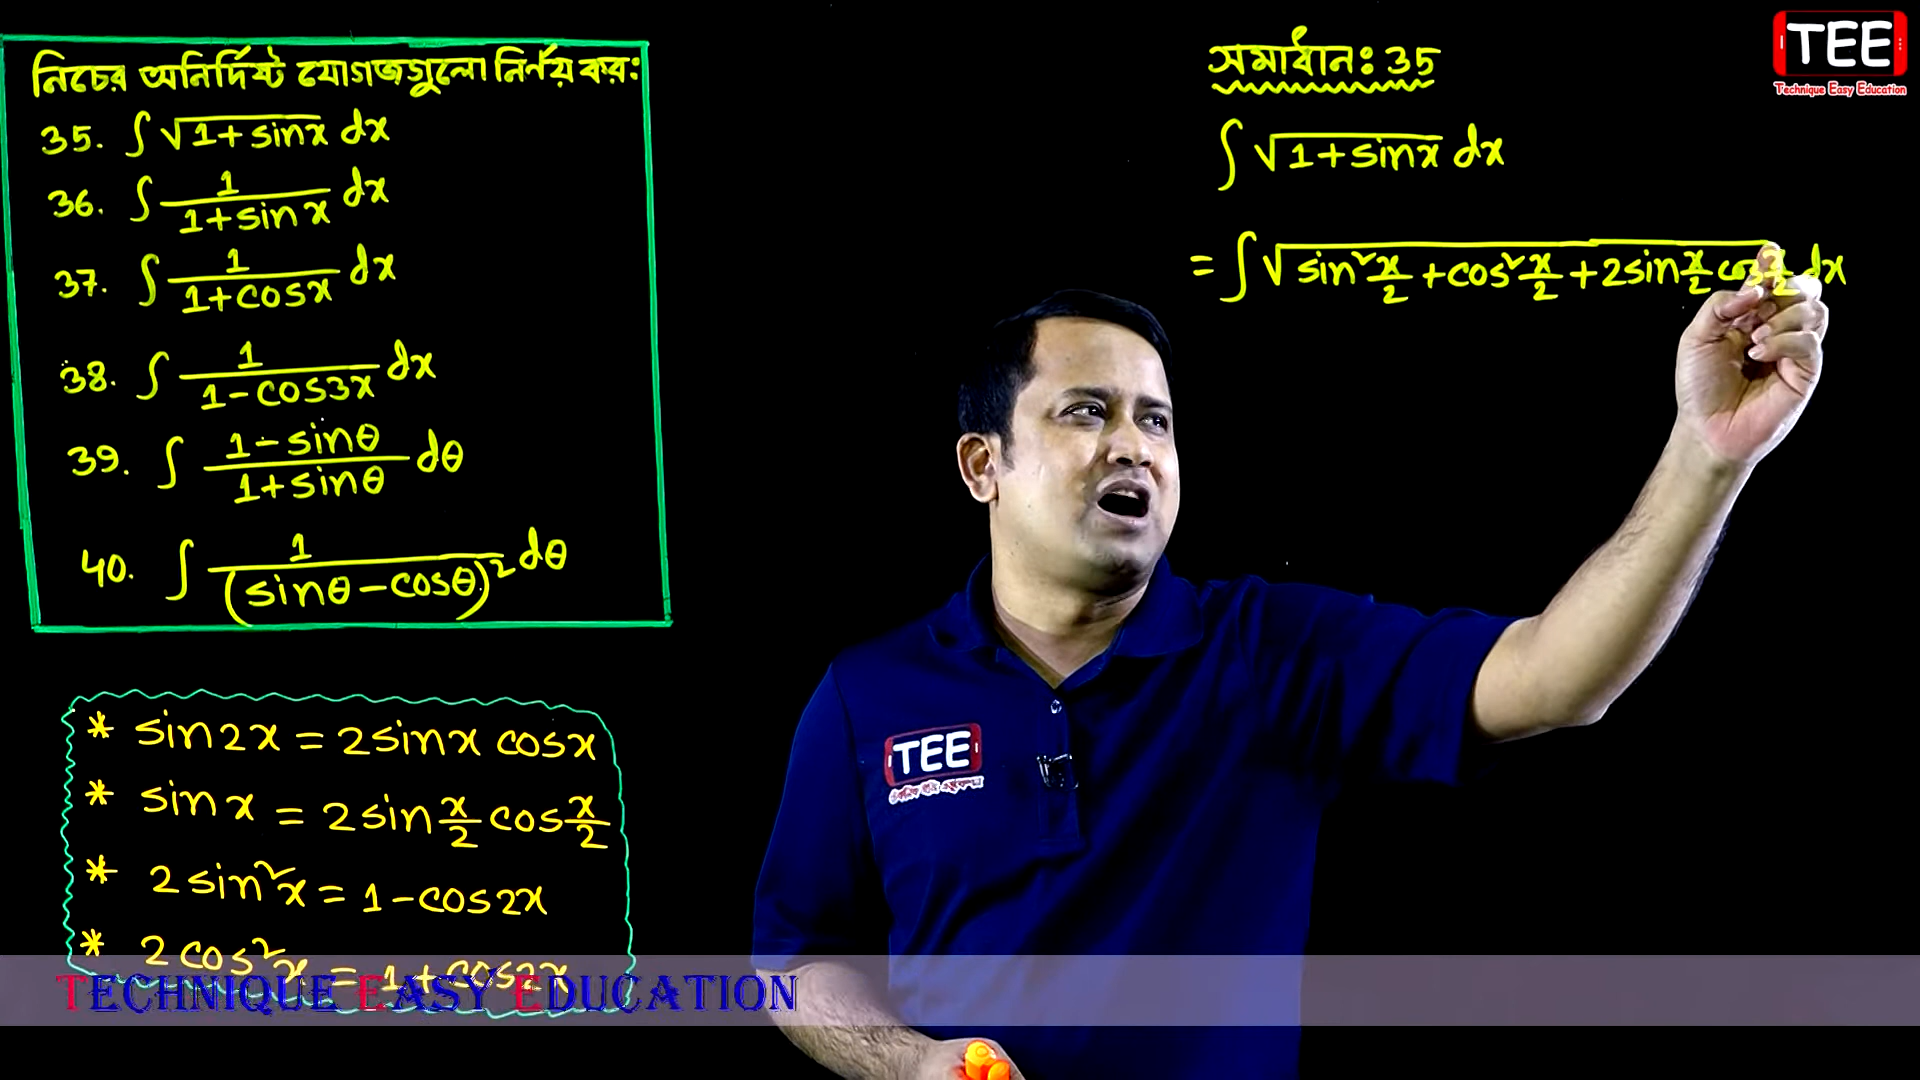 নিচের অনির্দিষ্ট যোগজগুলো নির্ণয় কর:
35. ∫ √(1+sinx) dx
36. ∫ 1/(1+sinx) dx
37. ∫ 1/(1+cosx) dx
38. ∫ 1/(1-cos3x) dx
39. ∫ (1-sinθ)/(1+sinθ) dθ
40. ∫ 1/(sinθ-cosθ)² dθ
* sin2x = 2sinx cosx
* sinx = 2sin x/2 cos x/2
* 2sin²x = 1-cos2x
* 2cos²x = 1+cos2x
TECHNIQUE EASY EDUCATION
সমাধান: 35
∫ √(1+sinx) dx
= ∫ √(sin² x/2 + cos² x/2 + 2sin x/2 cos x/2) dx
TEE
Technique Easy Education
TEE